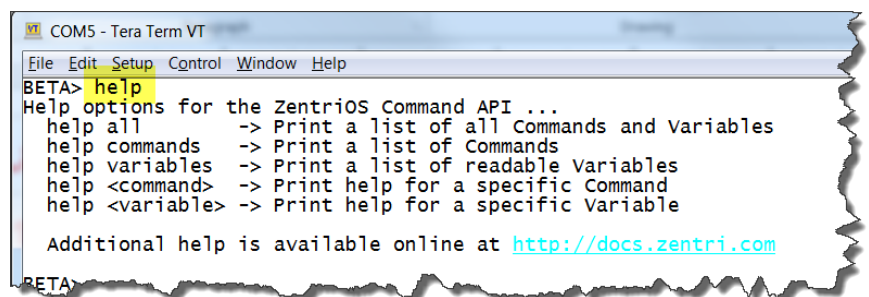 COM5 - Tera Term VT
File Edit Setup Control Window Help
BETA> help
Help options for the ZentriOS Command API ...
help all -> Print a list of all Commands and Variables
help commands -> Print a list of Commands
help variables -> Print a list of readable Variables
help <command> -> Print help for a specific Command
help <variable> -> Print help for a specific Variable
Additional help is available online at http://docs.zentri.com
BETA>